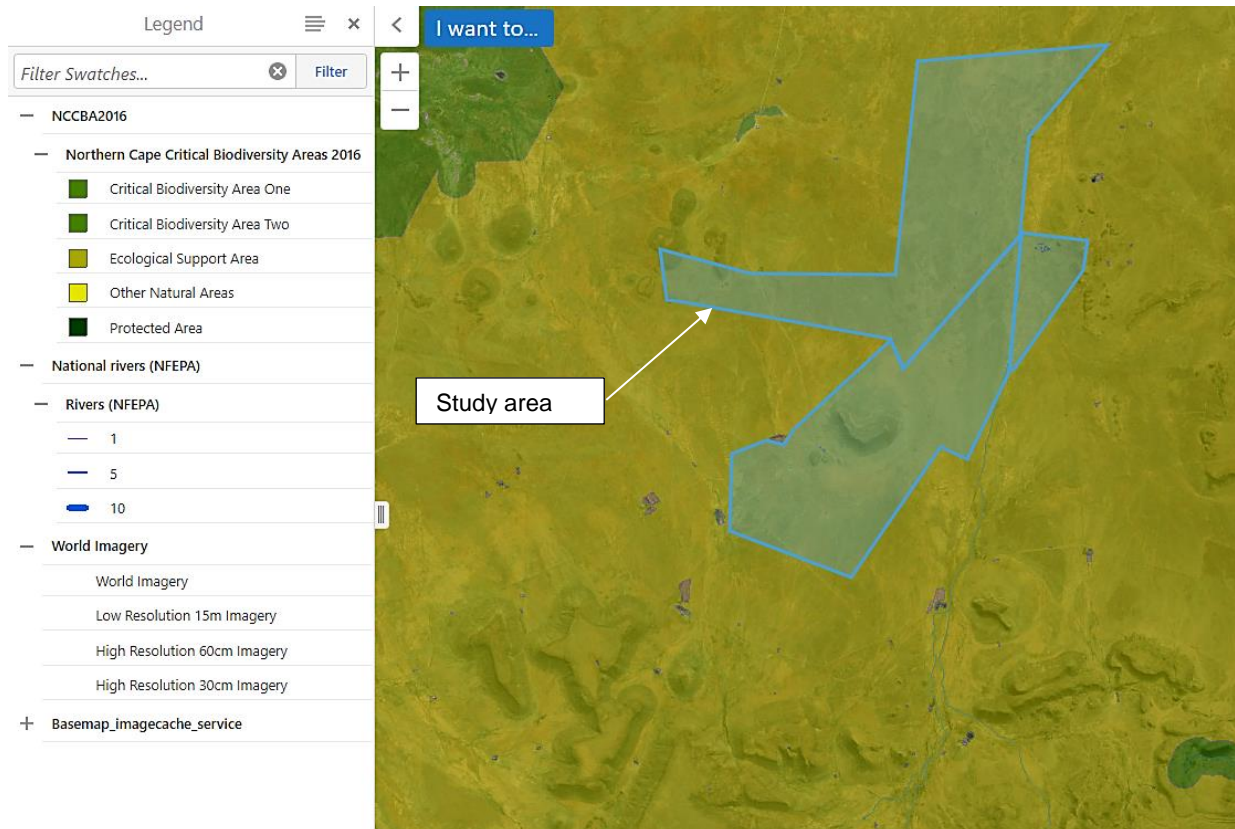 Legend
Filter Swatches...
Filter
NCCBA2016
Northern Cape Critical Biodiversity Areas 2016
Critical Biodiversity Area One
Critical Biodiversity Area Two
Ecological Support Area
Other Natural Areas
Protected Area
National rivers (NFEPA)
Rivers (NFEPA)
1
5
10
World Imagery
World Imagery
Low Resolution 15m Imagery
High Resolution 60cm Imagery
High Resolution 30cm Imagery
Basemap_imagecache_service
I want to...
Study area